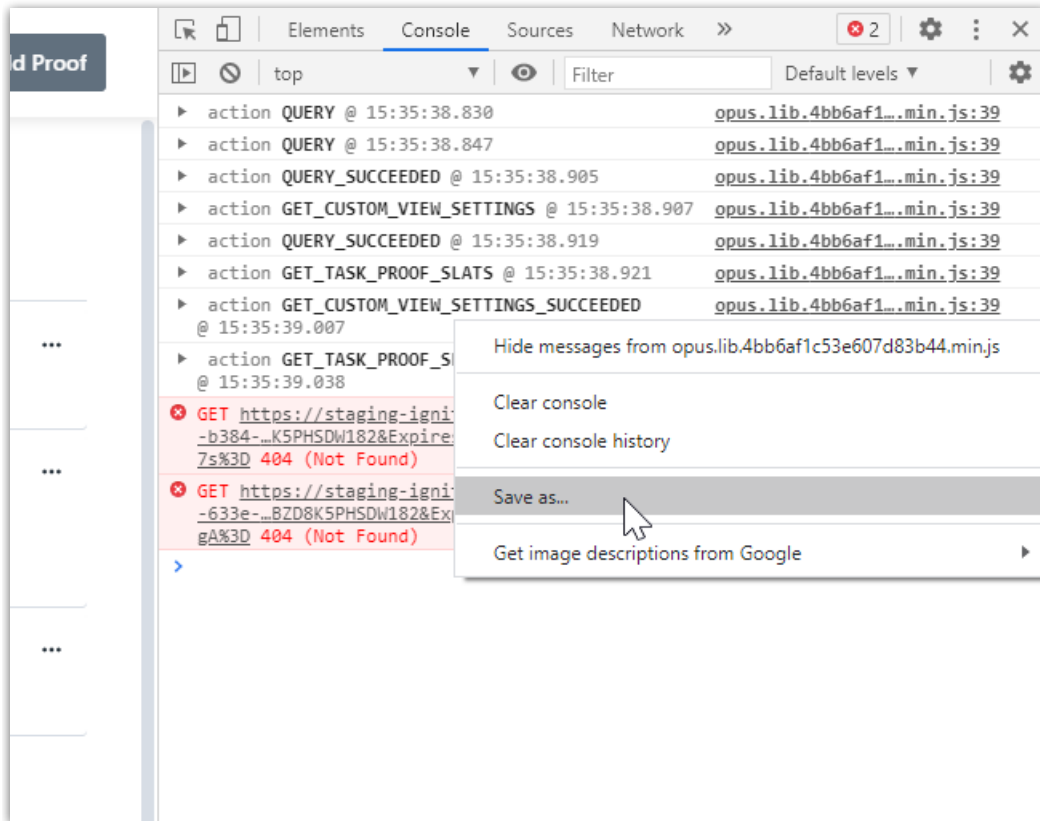 d Proof
Elements Console Sources Network » 2
top Filter Default levels ▼
action QUERY @ 15:35:38.830 opus.lib.4bb6af1….min.js:39
action QUERY @ 15:35:38.847 opus.lib.4bb6af1….min.js:39
action QUERY_SUCCEEDED @ 15:35:38.905 opus.lib.4bb6af1….min.js:39
action GET_CUSTOM_VIEW_SETTINGS @ 15:35:38.907 opus.lib.4bb6af1….min.js:39
action QUERY_SUCCEEDED @ 15:35:38.919 opus.lib.4bb6af1….min.js:39
action GET_TASK_PROOF_SLATS @ 15:35:38.921 opus.lib.4bb6af1….min.js:39
action GET_CUSTOM_VIEW_SETTINGS_SUCCEEDED opus.lib.4bb6af1….min.js:39
@ 15:35:39.007
action GET_TASK_PROOF_S
@ 15:35:39.038
GET https://staging-igni
-b384-…K5PHSDW182&Expire
7s%3D 404 (Not Found)
GET https://staging-igni
-633e-…BZD8K5PHSDW182&Ex
gA%3D 404 (Not Found)
Hide messages from opus.lib.4bb6af1c53e607d83b44.min.js
Clear console
Clear console history
Save as...
Get image descriptions from Google